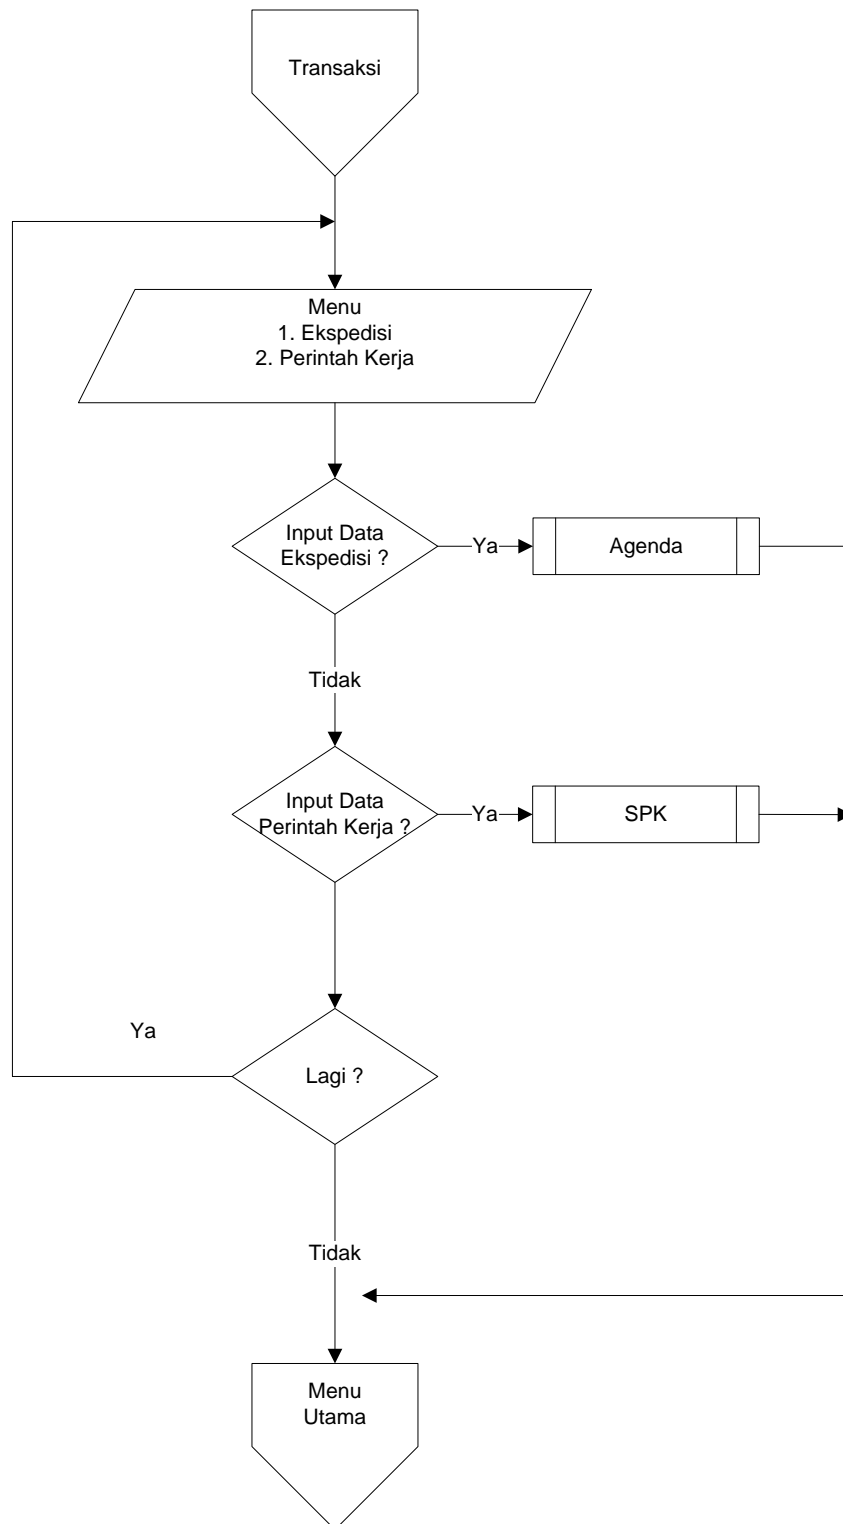 Transaksi
Menu
1. Ekspedisi
2. Perintah Kerja
Input Data
Ekspedisi ?
Ya
Agenda
Tidak
Input Data
Perintah Kerja ?
Ya
SPK
Ya
Lagi ?
Tidak
Menu
Utama